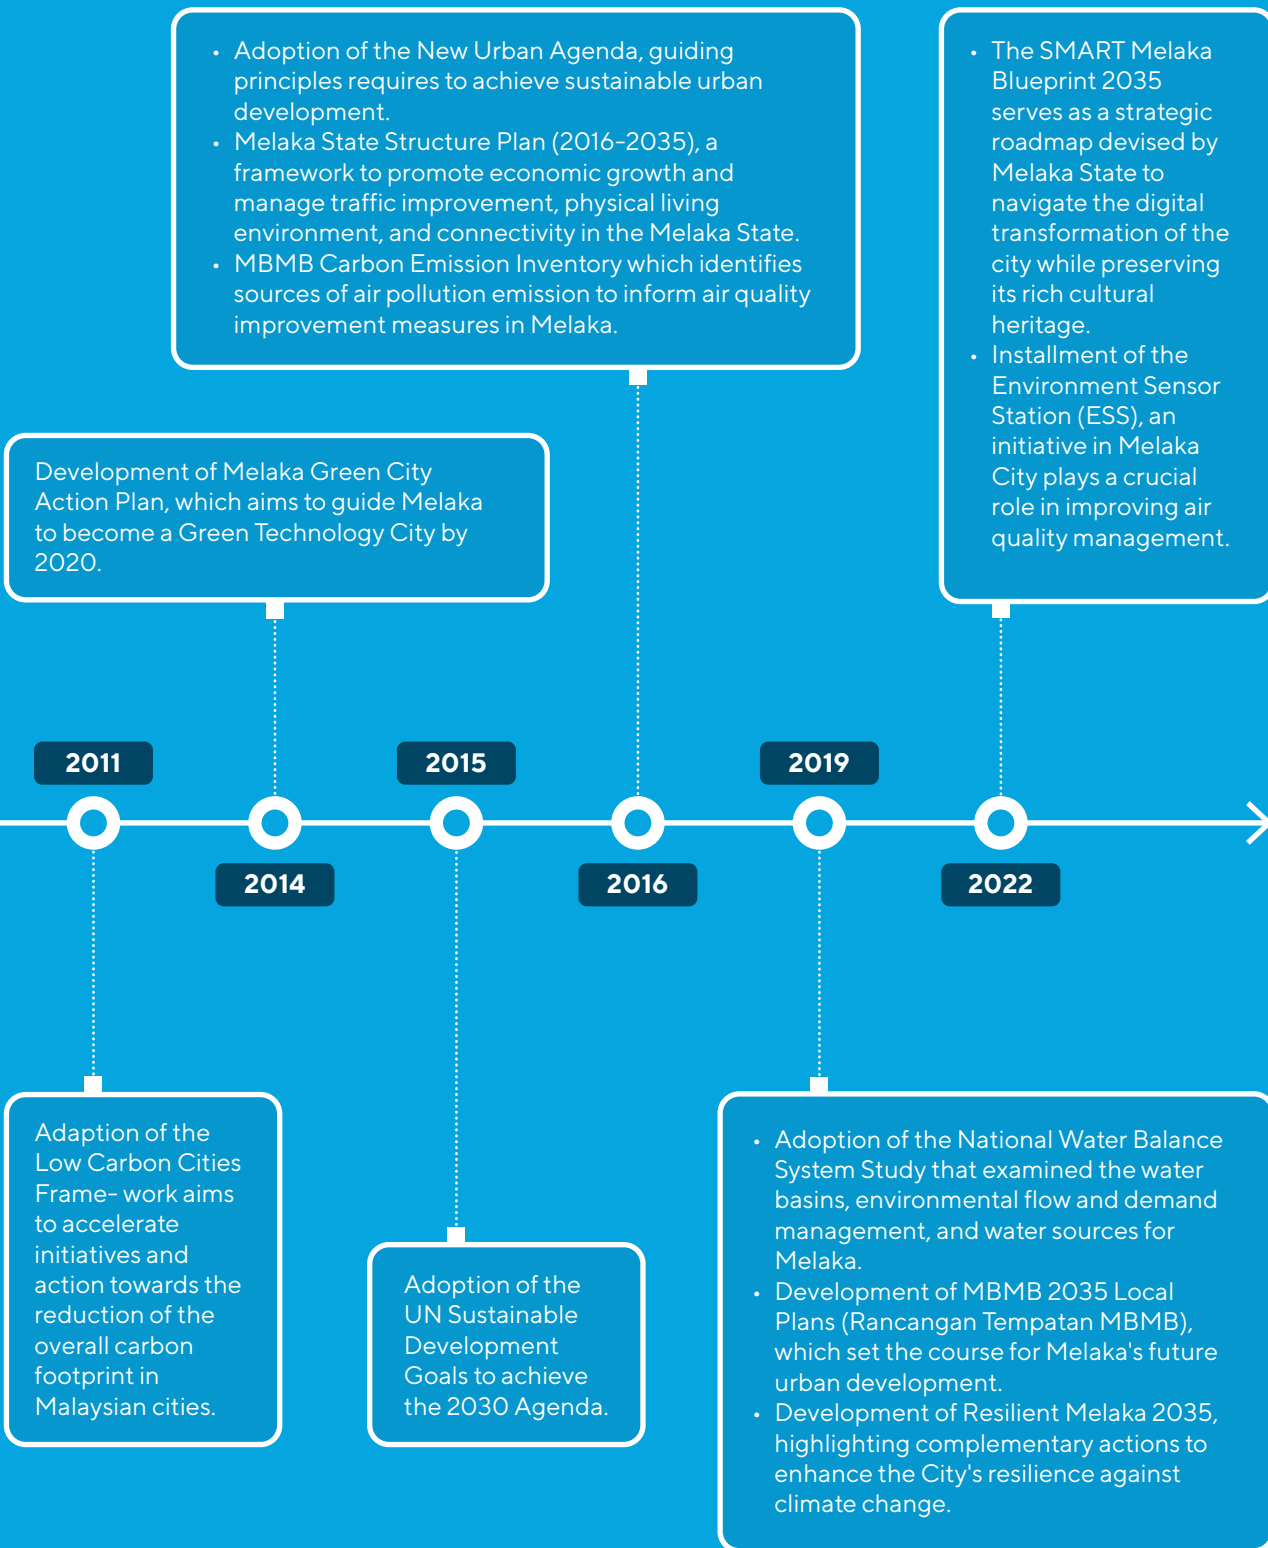 • Adoption of the New Urban Agenda, guiding
principles requires to achieve sustainable urban
development.
• Melaka State Structure Plan (2016-2035), a
framework to promote economic growth and
manage traffic improvement, physical living
environment, and connectivity in the Melaka State.
• MBMB Carbon Emission Inventory which identifies
sources of air pollution emission to inform air quality
improvement measures in Melaka.
• The SMART Melaka
Blueprint 2035
serves as a strategic
roadmap devised by
Melaka State to
navigate the digital
transformation of the
city while preserving
its rich cultural
heritage.
• Installment of the
Environment Sensor
Station (ESS), an
initiative in Melaka
City plays a crucial
role in improving air
quality management.
Development of Melaka Green City
Action Plan, which aims to guide Melaka
to become a Green Technology City by
2020.
2011
2014
2015
2016
2019
2022
Adaption of the
Low Carbon Cities
Frame- work aims
to accelerate
initiatives and
action towards the
reduction of the
overall carbon
footprint in
Malaysian cities.
Adoption of the
UN Sustainable
Development
Goals to achieve
the 2030 Agenda.
• Adoption of the National Water Balance
System Study that examined the water
basins, environmental flow and demand
management, and water sources for
Melaka.
• Development of MBMB 2035 Local
Plans (Rancangan Tempatan MBMB),
which set the course for Melaka's future
urban development.
• Development of Resilient Melaka 2035,
highlighting complementary actions to
enhance the City's resilience against
climate change.